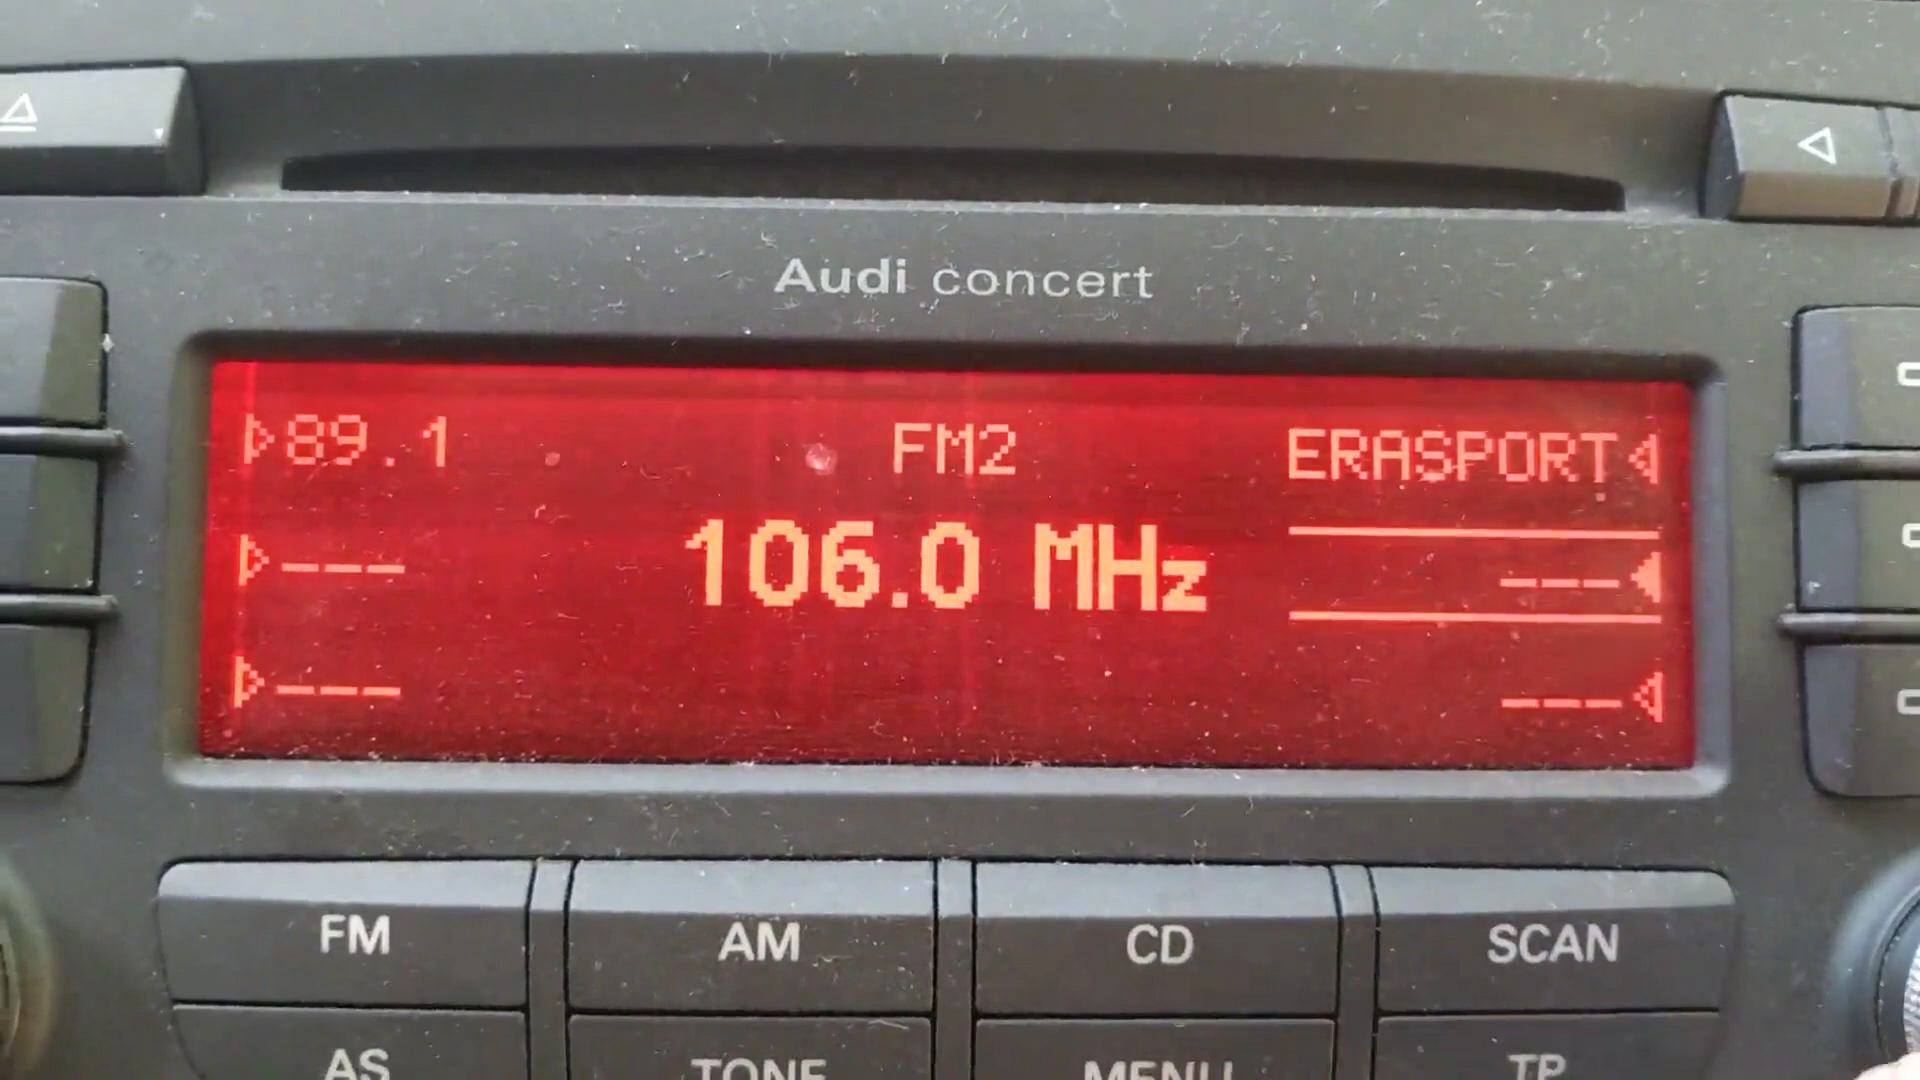 Audi concert
89.1 FM2 ERASPORT
106.0 MHz
--- ---
--- ---
FM AM CD SCAN
AS TONE MENU TP